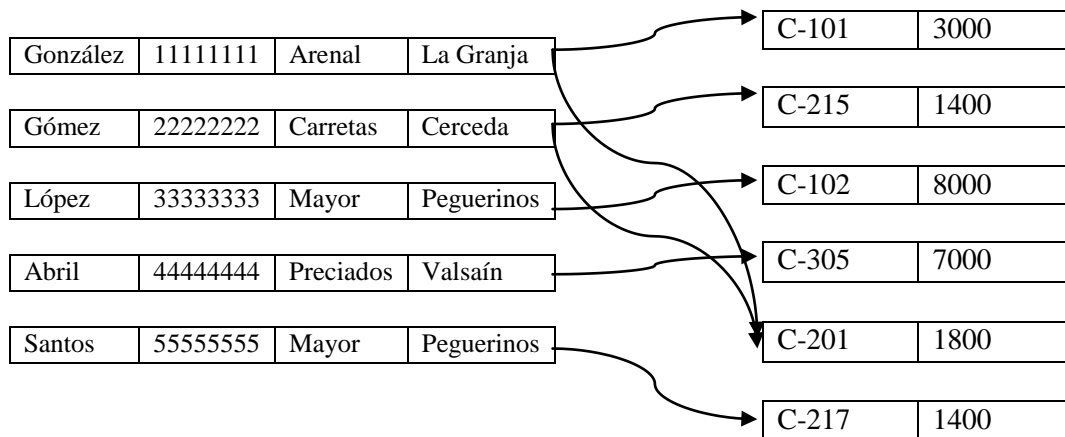 González 11111111 Arenal La Granja
Gómez 22222222 Carretas Cerceda
López 33333333 Mayor Peguerinos
Abril 44444444 Preciados Valsaín
Santos 55555555 Mayor Peguerinos
C-101 3000
C-215 1400
C-102 8000
C-305 7000
C-201 1800
C-217 1400